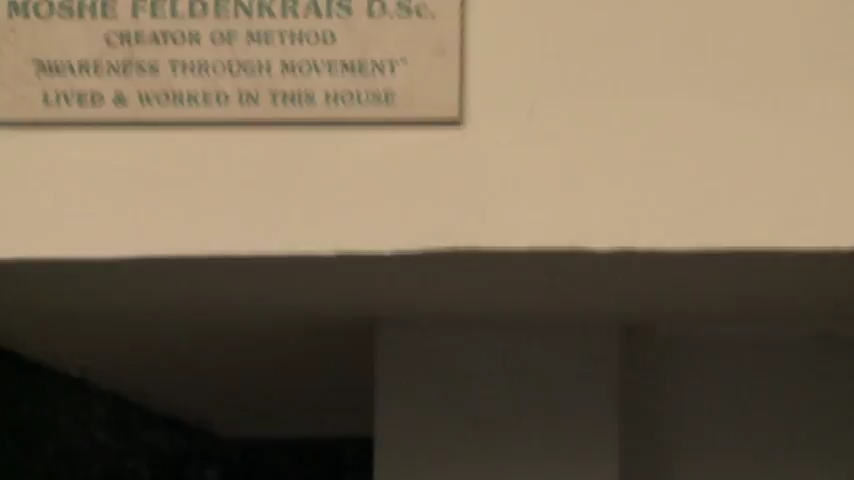 MOSHE FELDENKRAIS D.Sc.
CREATOR OF METHOD
"AWARENESS THROUGH MOVEMENT"
LIVED & WORKED IN THIS HOUSE